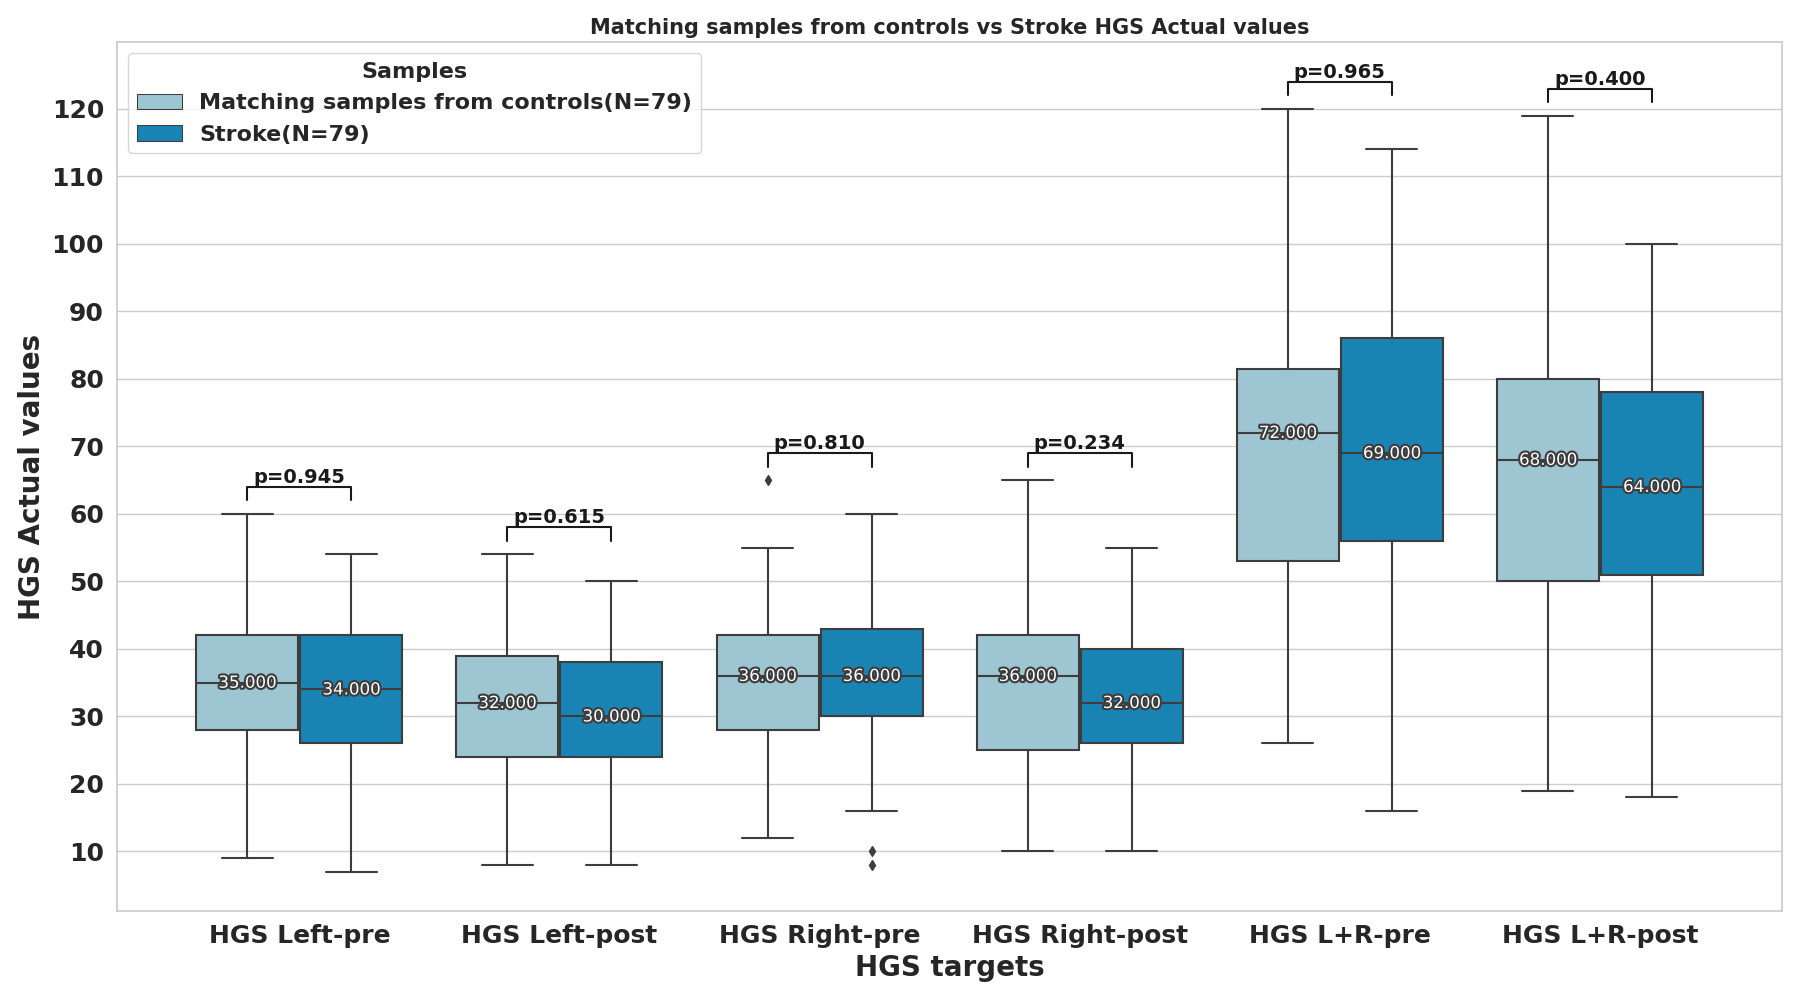 Matching samples from controls vs Stroke HGS Actual values
Samples
Matching samples from controls(N=79)
Stroke(N=79)
HGS Actual values
120
110
100
90
80
70
60
50
40
30
20
10
p=0.945
p=0.615
p=0.810
p=0.234
p=0.965
p=0.400
35.000
34.000
32.000
30.000
36.000
36.000
36.000
32.000
72.000
69.000
68.000
64.000
HGS Left-pre
HGS Left-post
HGS Right-pre
HGS Right-post
HGS L+R-pre
HGS L+R-post
HGS targets